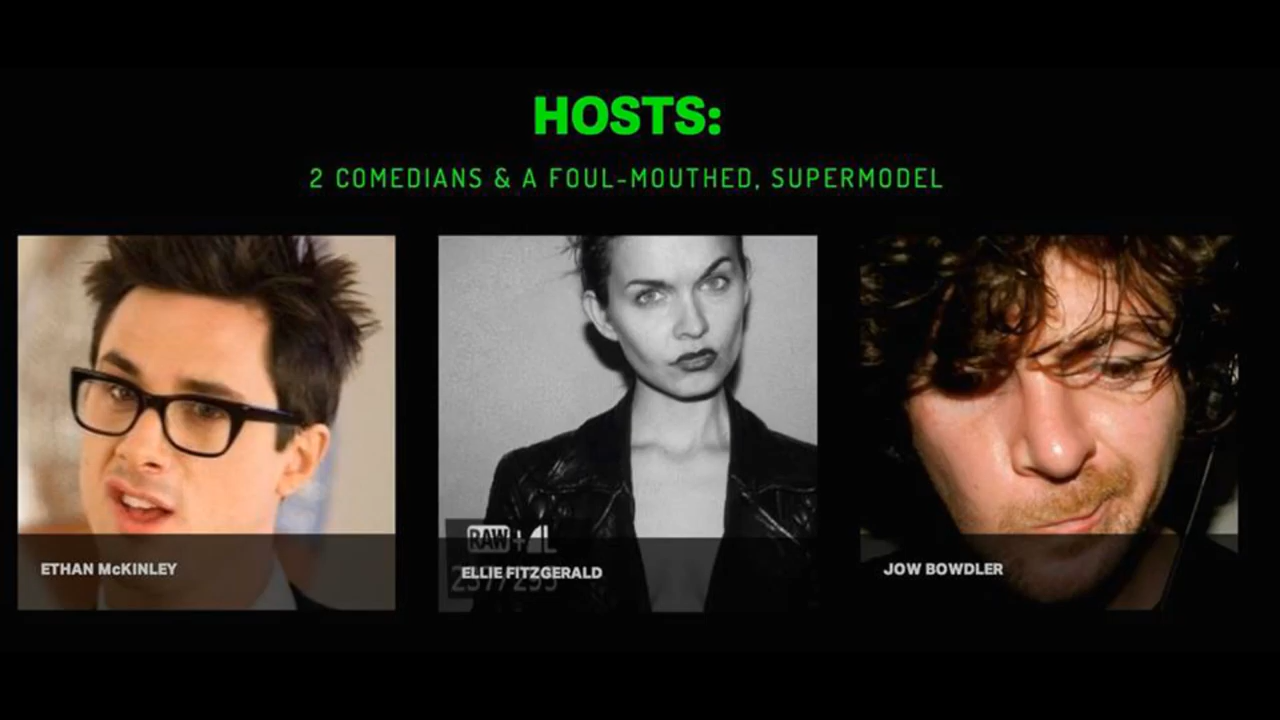 HOSTS:
2 COMEDIANS & A FOUL-MOUTHED, SUPERMODEL
RAW+ L
ETHAN McKINLEY
ELLIE FITZGERALD
JOW BOWDLER